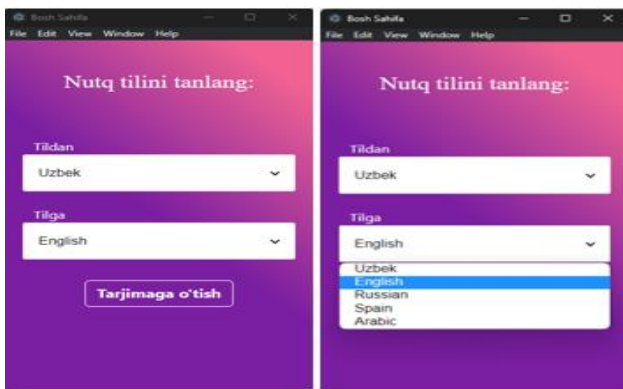 Bosh Sahifa
File Edit View Window Help
Nutq tilini tanlang:
Tildan
Uzbek
Tilga
English
Tarjimaga o'tish
Bosh Sahifa
File Edit View Window Help
Nutq tilini tanlang:
Tildan
Uzbek
Tilga
English
Uzbek
English
Russian
Spain
Arabic